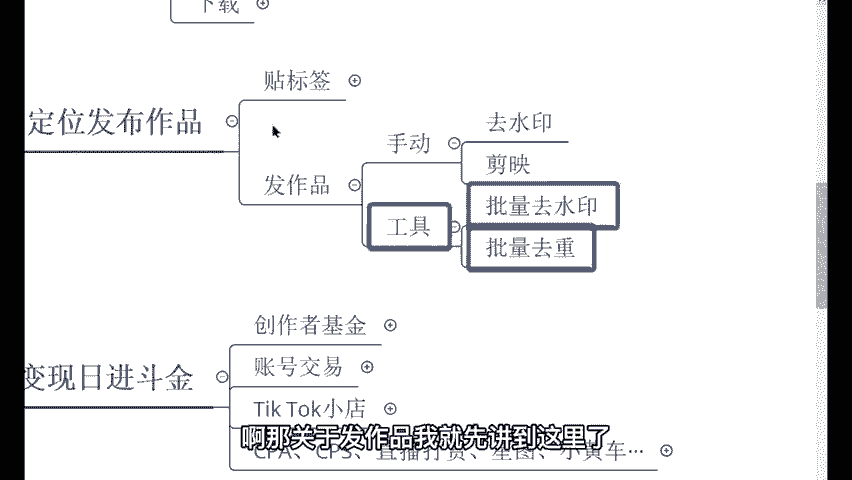 下载
贴标签
定位发布作品
手动
去水印
剪映
发作品
批量去水印
工具
批量去重
创作者基金
变现日进斗金
账号交易
Tik Tok小店
啊那关于发作品我就先讲到这里了
CPA、CPS、直播打赏、星图、小黄车…